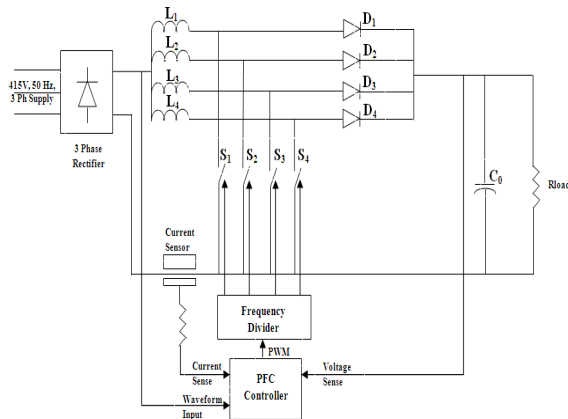 L1
D1
L2
D2
L3
D3
L4
D4
415V, 50 Hz,
3 Ph Supply
3 Phase
Rectifier
S1 S2 S3 S4
C0
Rload
Current
Sensor
Frequency
Divider
PWM
Current
Sense
PFC
Controller
Voltage
Sense
Waveform
Input